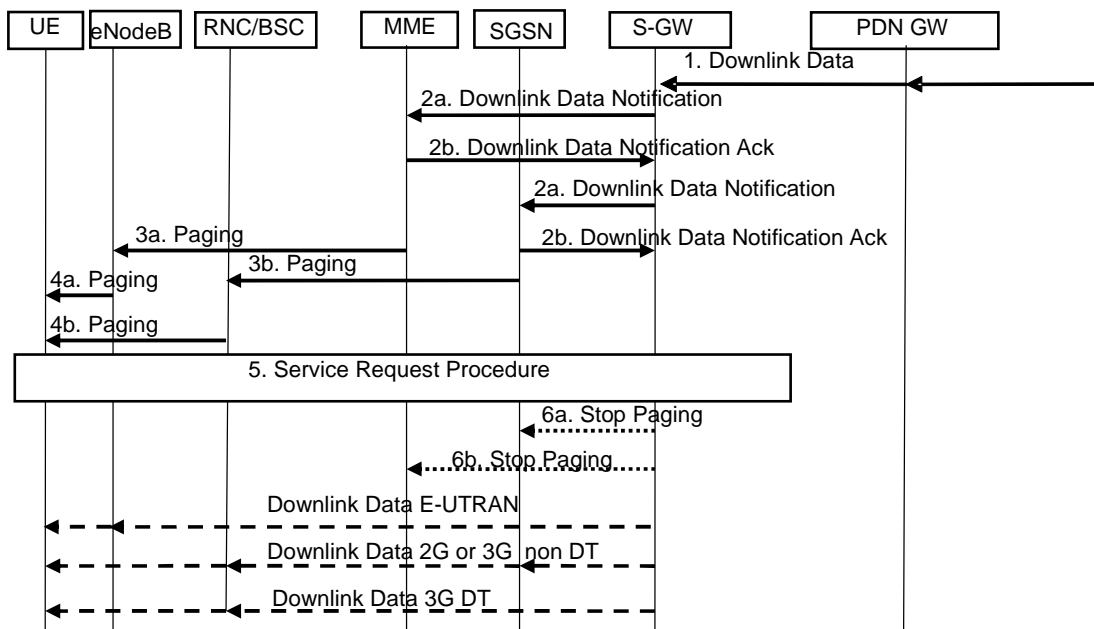 UE
eNodeB
RNC/BSC
MME
SGSN
S-GW
PDN GW
1. Downlink Data
2a. Downlink Data Notification
2b. Downlink Data Notification Ack
2a. Downlink Data Notification
3a. Paging
2b. Downlink Data Notification Ack
3b. Paging
4a. Paging
4b. Paging
5. Service Request Procedure
6a. Stop Paging
6b. Stop Paging
Downlink Data E-UTRAN
Downlink Data 2G or 3G non DT
Downlink Data 3G DT